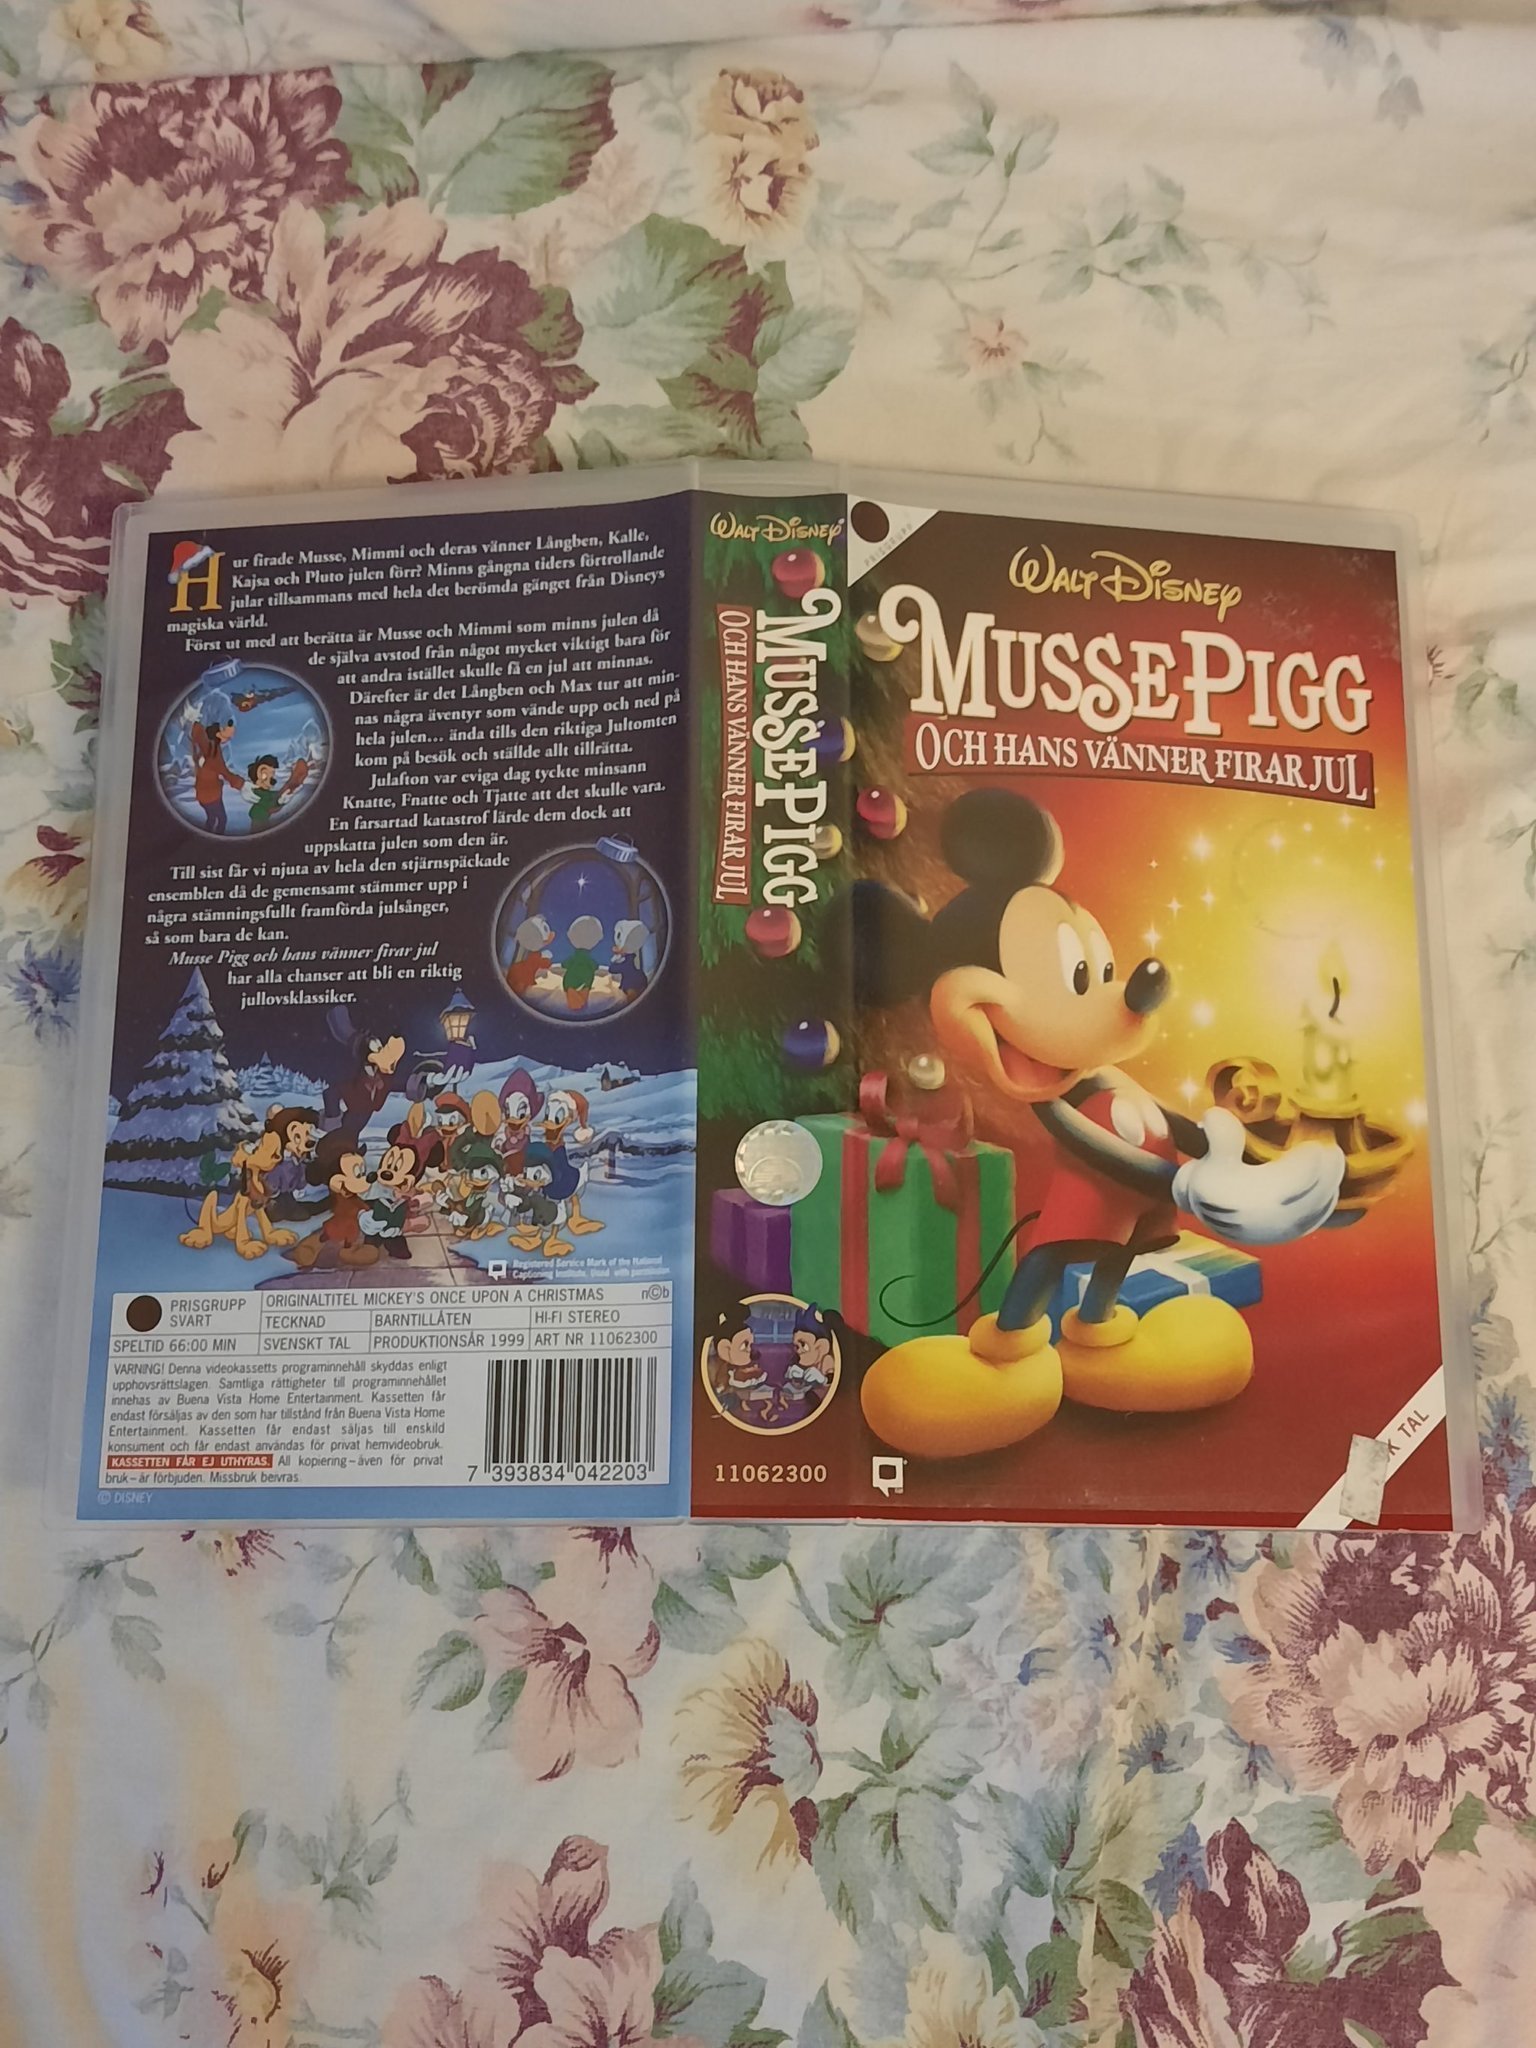 Hur firade Musse, Mimmi och deras vänner Långben, Kalle,
Kajsa och Pluto julen förr? Minns gångna tiders förtrollande
jular tillsammans med hela det berömda gänget från Disneys
magiska värld.
Först ut med att berätta är Musse och Mimmi som minns julen då
de själva avstod från något mycket viktigt bara för
att andra istället skulle få en jul att minnas.
Därefter är det Långben och Max tur att min-
nas några äventyr som vände upp och ned på
hela julen... ända tills den riktiga Jultomten
kom på besök och ställde allt tillrätta.
Julafton var eviga dag tyckte minsann
Knatte, Fnatte och Tjatte att det skulle vara.
En farsartad katastrof lärde dem dock att
uppskatta julen som den är.
Till sist får vi njuta av hela den stjärnspäckade
ensemblen då de gemensamt stämmer upp i
några stämningsfullt framförda julsånger,
så som bara de kan.
Musse Pigg och hans vänner firar jul
har alla chanser att bli en riktig
jullovsklassiker.
Registered Service Mark of the National
Captioning Institute. Used with permission.
PRISGRUPP
SVART
ORIGINALTITEL MICKEY'S ONCE UPON A CHRISTMAS
n©b
TECKNAD
BARNTILLÅTEN
HI-FI STEREO
SPELTID 66:00 MIN
SVENSKT TAL
PRODUKTIONSÅR 1999
ART NR 11062300
VARNING! Denna videokassetts programinnehåll skyddas enligt
upphovsrättslagen. Samtliga rättigheter till programinnehållet
innehas av Buena Vista Home Entertainment. Kassetten får
endast försäljas av den som har tillstånd från Buena Vista Home
Entertainment. Kassetten får endast säljas till enskild
konsument och får endast användas för privat hemvideobruk.
KASSETTEN FÅR EJ UTHYRAS. All kopiering–även för privat
bruk–är förbjuden. Missbruk beivras.
7 393834 042203
© DISNEY
WALT DISNEY
MUSSE PIGG
OCH HANS VÄNNER FIRAR JUL
11062300
PRISGRUPP
WALT DISNEY
MUSSE PIGG
OCH HANS VÄNNER FIRAR JUL
K TAL